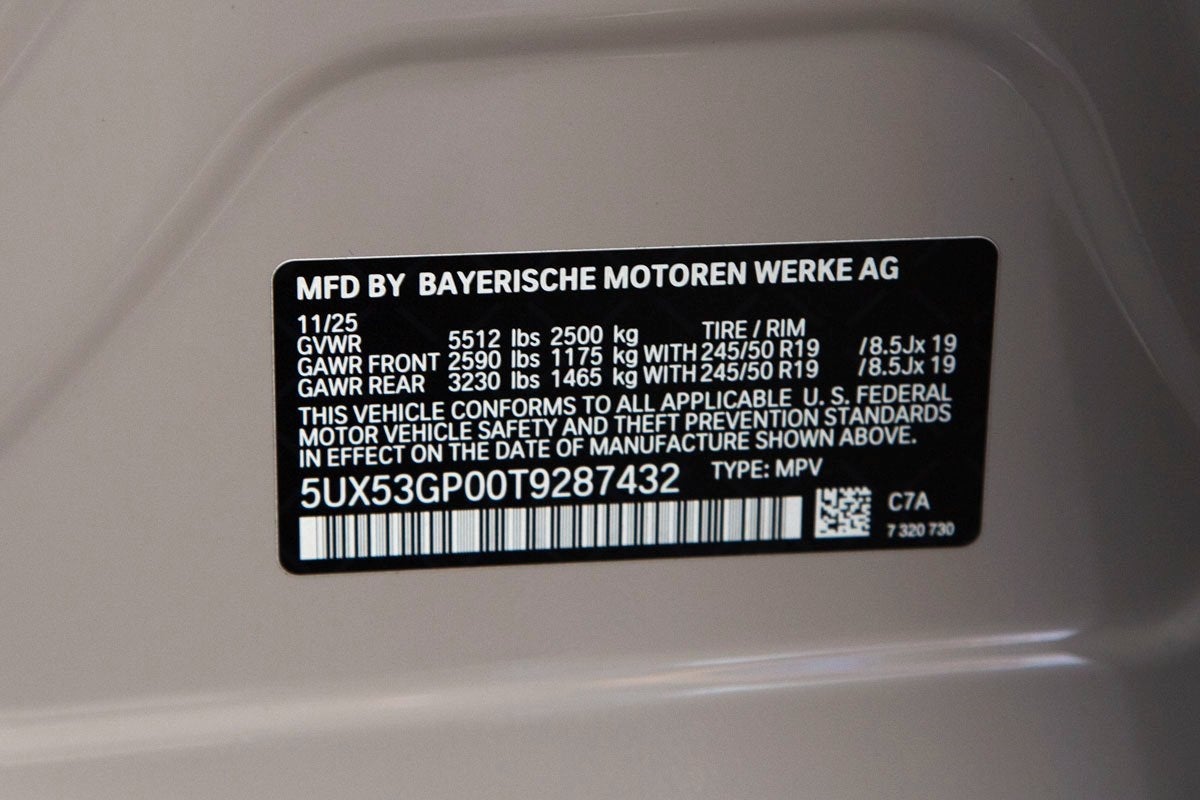 MFD BY BAYERISCHE MOTOREN WERKE AG
11/25
GVWR 5512 lbs 2500 kg TIRE / RIM
GAWR FRONT 2590 lbs 1175 kg WITH 245/50 R19 /8.5Jx 19
GAWR REAR 3230 lbs 1465 kg WITH 245/50 R19 /8.5Jx 19
THIS VEHICLE CONFORMS TO ALL APPLICABLE U. S. FEDERAL
MOTOR VEHICLE SAFETY AND THEFT PREVENTION STANDARDS
IN EFFECT ON THE DATE OF MANUFACTURE SHOWN ABOVE.
5UX53GP00T9287432 TYPE: MPV
C7A
7 320 730